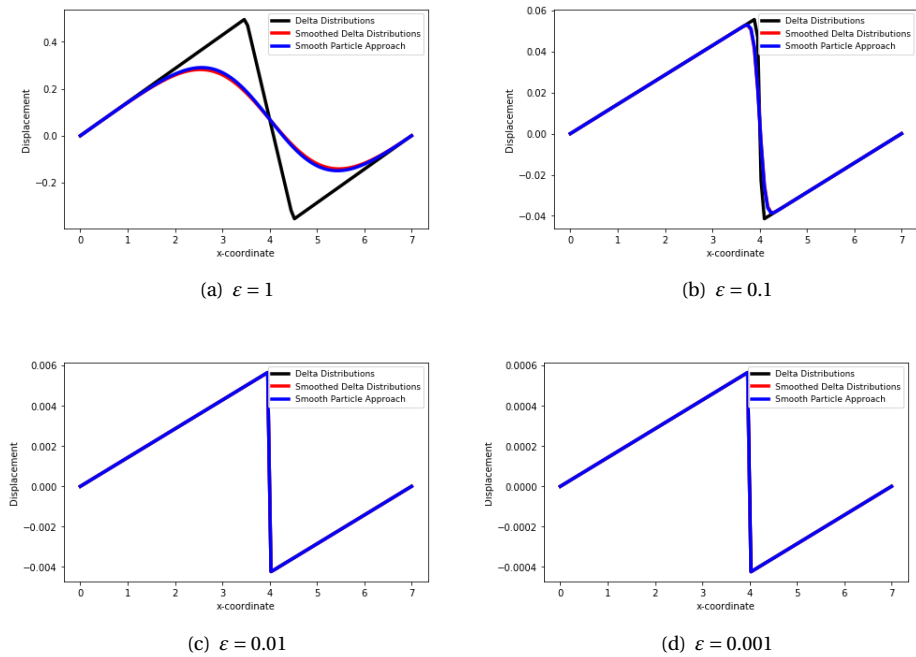 Delta Distributions
Smoothed Delta Distributions
Smooth Particle Approach
0.4
0.2
0.0
−0.2
Displacement
0 1 2 3 4 5 6 7
x-coordinate
(a) ε = 1
Delta Distributions
Smoothed Delta Distributions
Smooth Particle Approach
0.06
0.04
0.02
0.00
−0.02
−0.04
Displacement
0 1 2 3 4 5 6 7
x-coordinate
(b) ε = 0.1
Delta Distributions
Smoothed Delta Distributions
Smooth Particle Approach
0.006
0.004
0.002
0.000
−0.002
−0.004
Displacement
0 1 2 3 4 5 6 7
x-coordinate
(c) ε = 0.01
Delta Distributions
Smoothed Delta Distributions
Smooth Particle Approach
0.0006
0.0004
0.0002
0.0000
−0.0002
−0.0004
Displacement
0 1 2 3 4 5 6 7
x-coordinate
(d) ε = 0.001